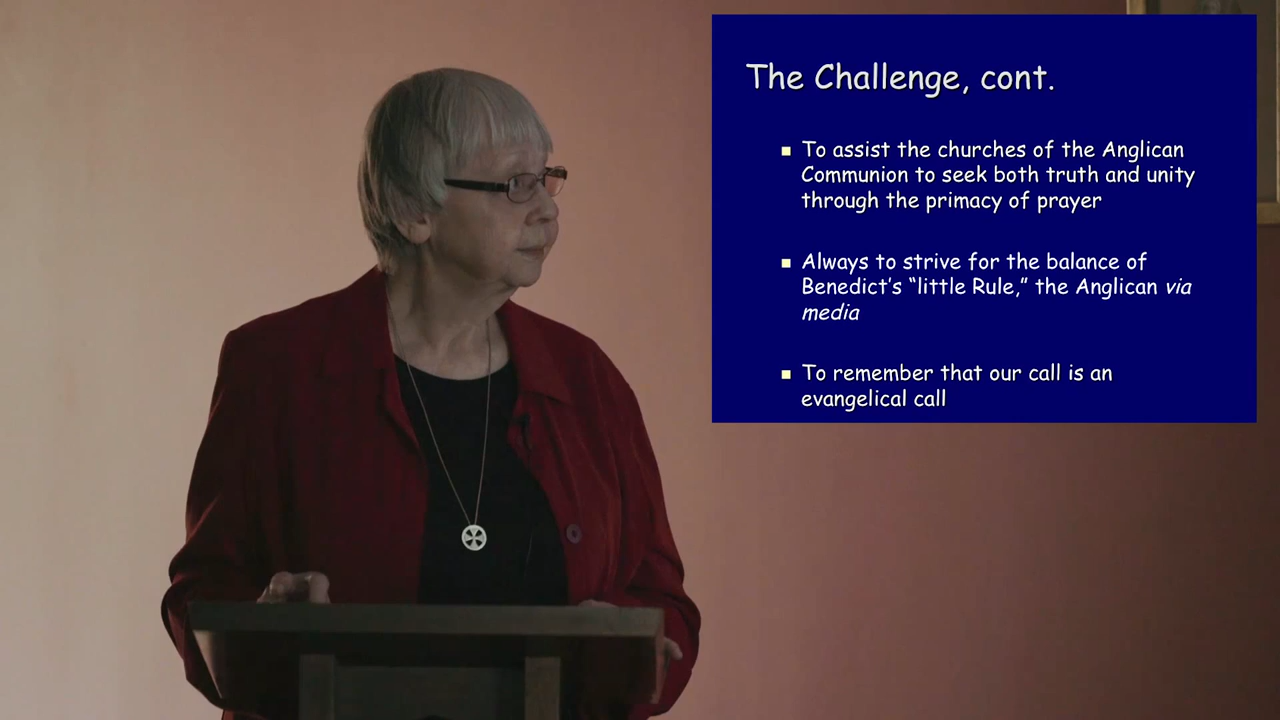 The Challenge, cont.
To assist the churches of the Anglican
Communion to seek both truth and unity
through the primacy of prayer
Always to strive for the balance of
Benedict's “little Rule,” the Anglican via
media
To remember that our call is an
evangelical call